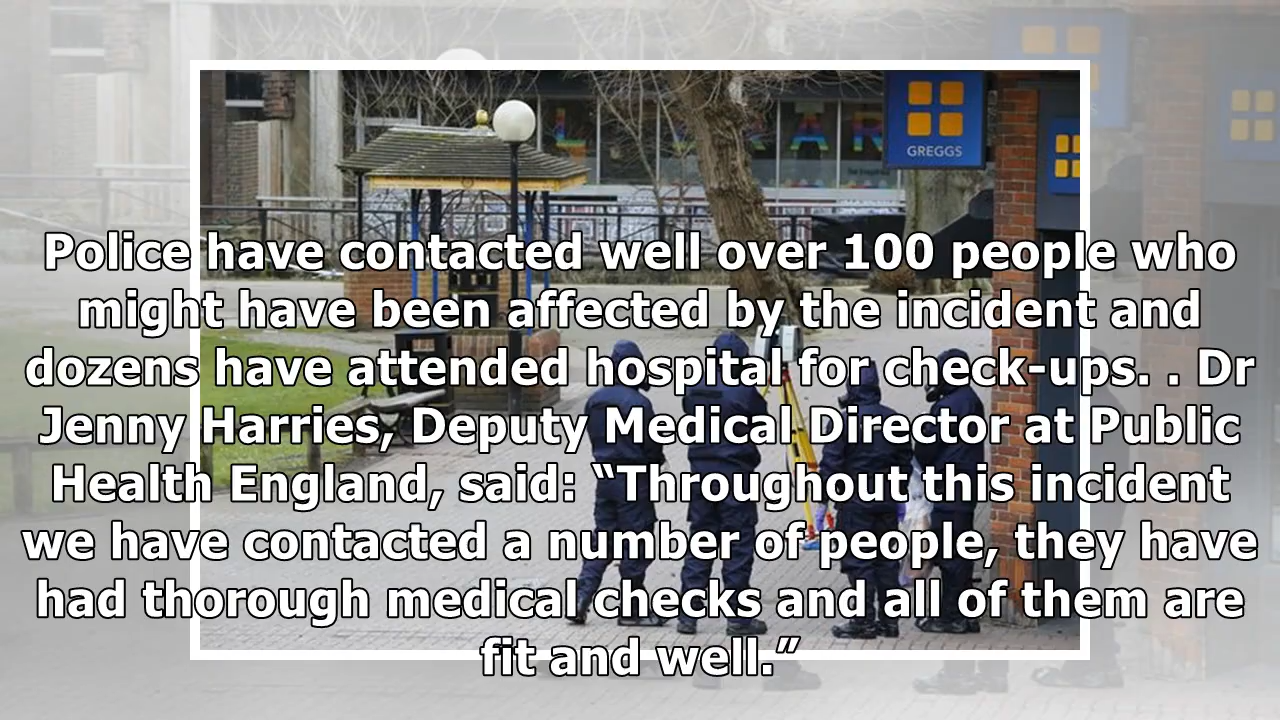 GREGGS
Police have contacted well over 100 people who
might have been affected by the incident and
dozens have attended hospital for check-ups. . Dr
Jenny Harries, Deputy Medical Director at Public
Health England, said: “Throughout this incident
we have contacted a number of people, they have
had thorough medical checks and all of them are
fit and well.”